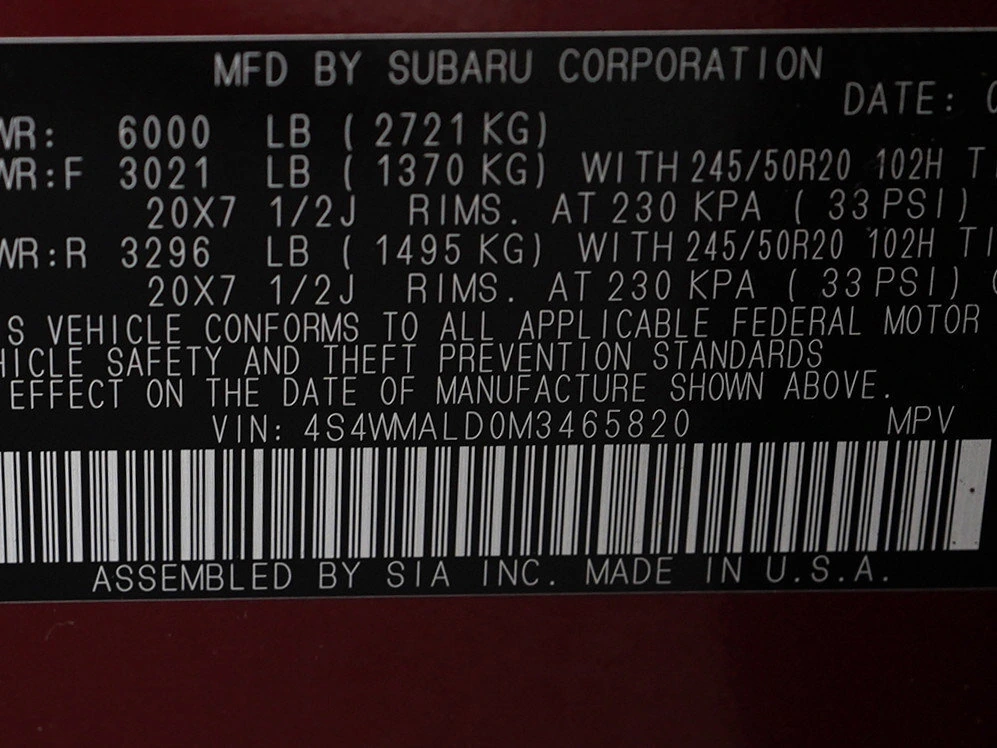 MFD BY SUBARU CORPORATION
DATE: 0
WR: 6000 LB ( 2721 KG)
WR:F 3021 LB ( 1370 KG) WITH 245/50R20 102H TI
20X7 1/2J RIMS. AT 230 KPA ( 33 PSI)
WR:R 3296 LB ( 1495 KG) WITH 245/50R20 102H TI
20X7 1/2J RIMS. AT 230 KPA ( 33 PSI)
S VEHICLE CONFORMS TO ALL APPLICABLE FEDERAL MOTOR
HICLE SAFETY AND THEFT PREVENTION STANDARDS
EFFECT ON THE DATE OF MANUFACTURE SHOWN ABOVE.
VIN: 4S4WMALD0M3465820 MPV
ASSEMBLED BY SIA INC. MADE IN U.S.A.